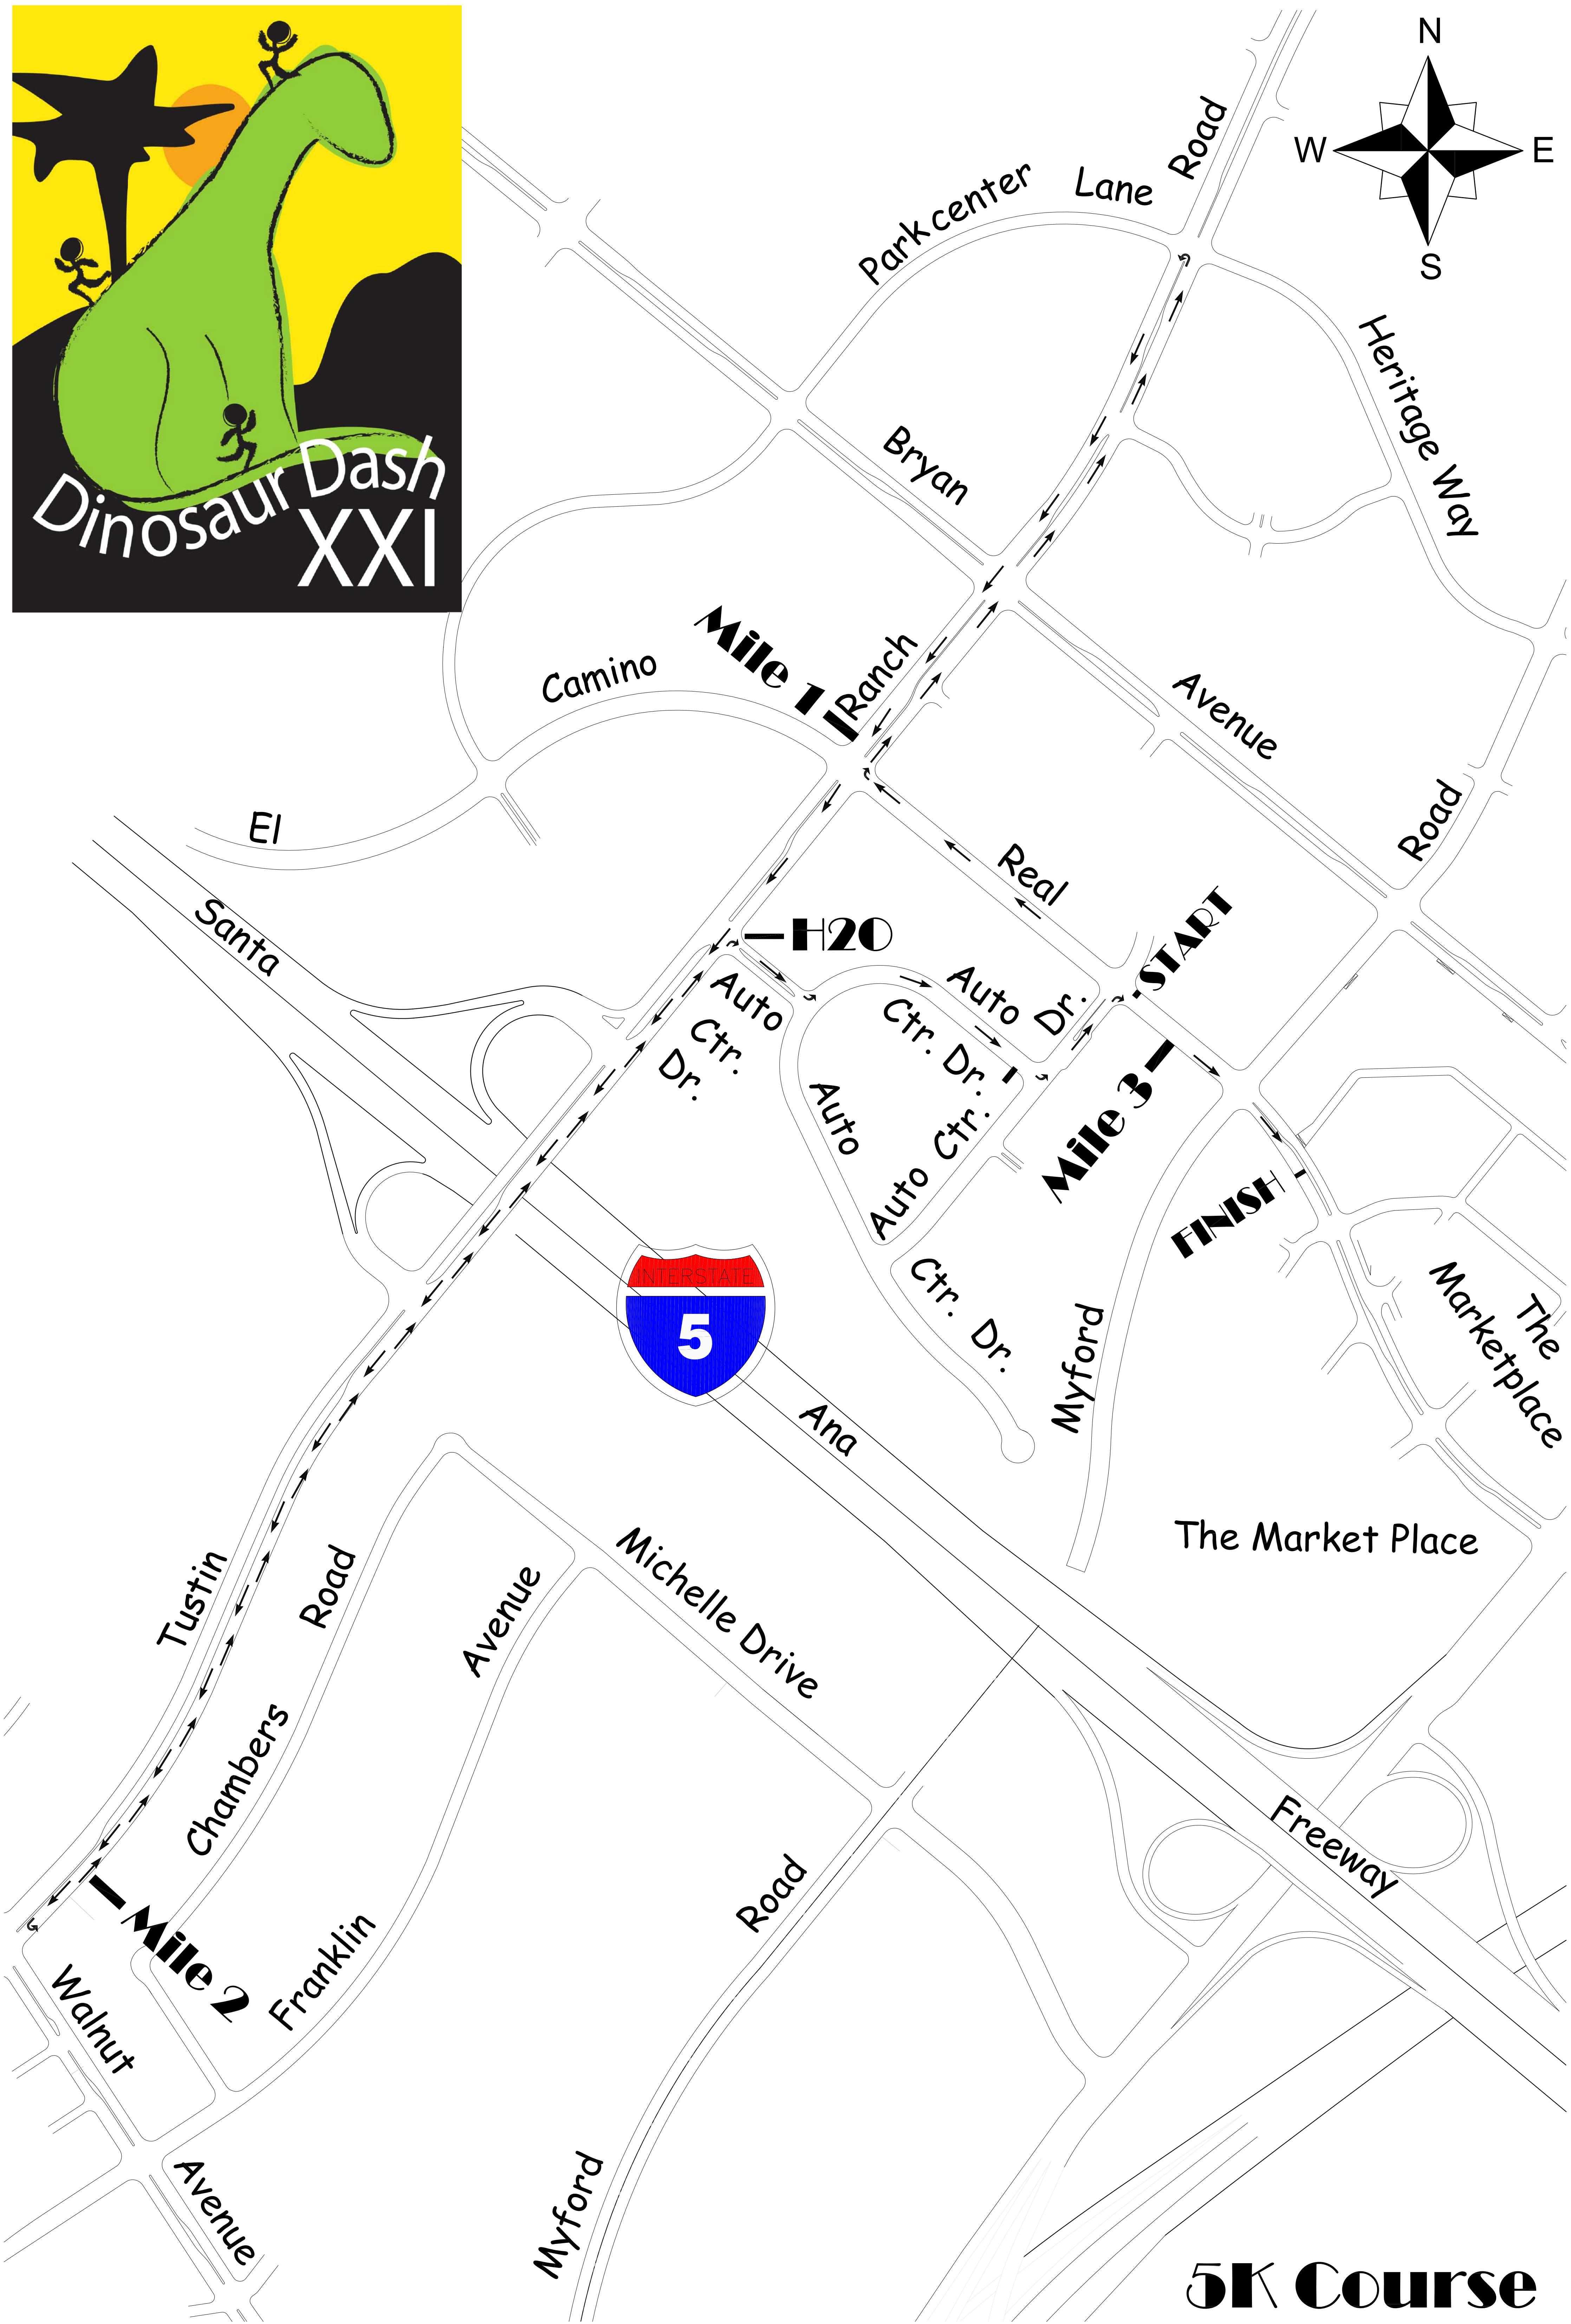 Dinosaur Dash
XXI
N
W
E
S
Road
Parkcenter Lane
Heritage Way
Bryan
Avenue
Mile 1
Ranch
Camino
El
Real
Road
Santa
H2O
START
Auto
Ctr.
Dr.
Auto
Ctr. Dr.
Dr.
Auto Ctr.
Auto
Ctr. Dr.
Mile 3
FINISH
INTERSTATE
5
Ana
Myford
The
Marketplace
The Market Place
Tustin
Road
Chambers
Avenue
Franklin
Michelle Drive
Freeway
Road
Myford
Mile 2
Walnut
Avenue
5K Course